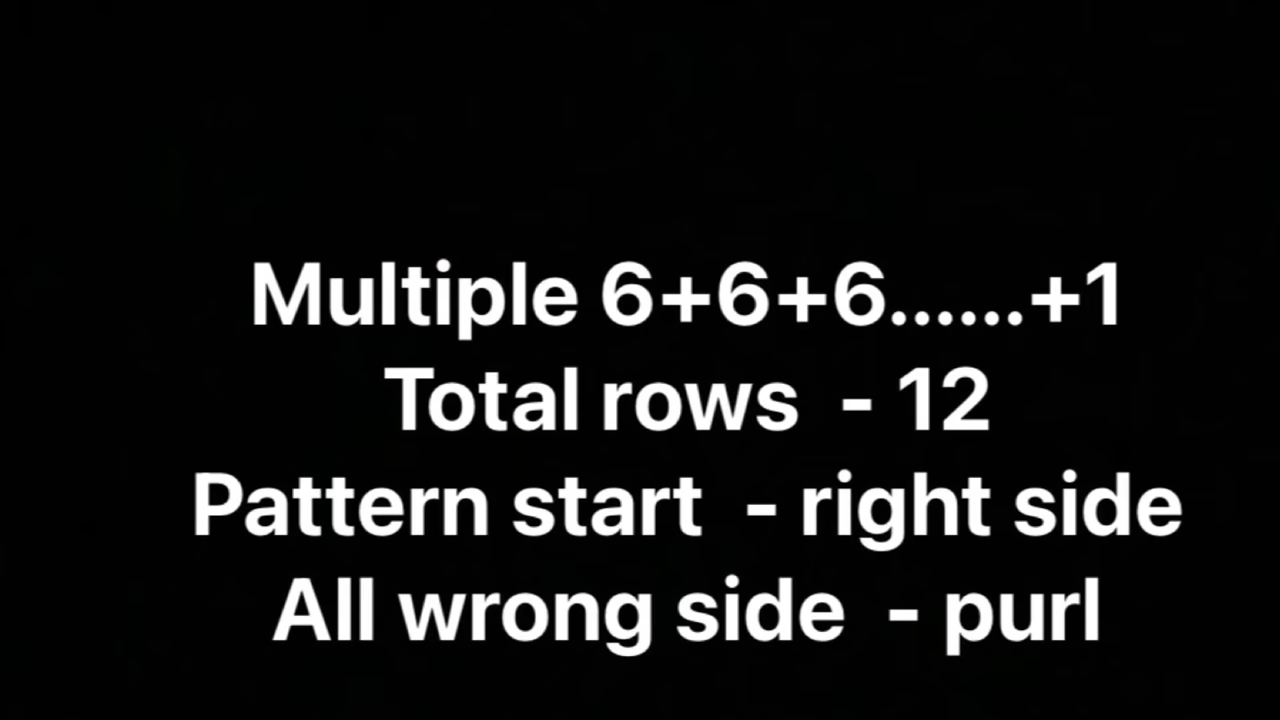 Multiple 6+6+6......+1
Total rows - 12
Pattern start - right side
All wrong side - purl